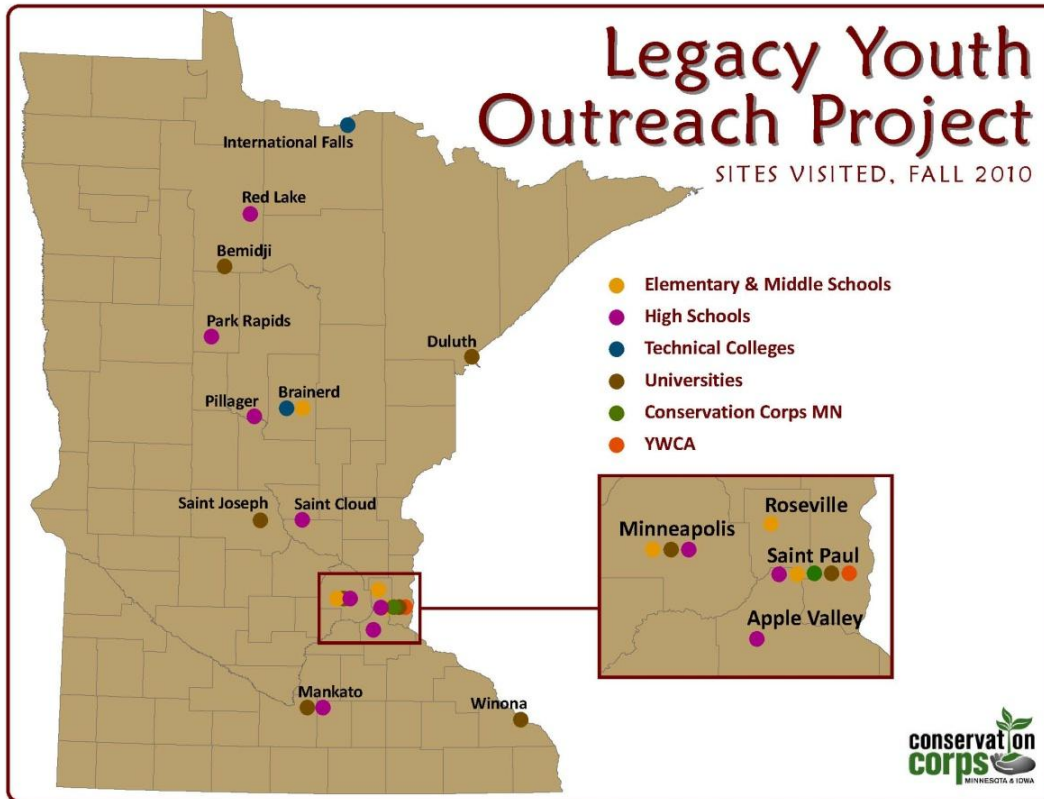 Legacy Youth
Outreach Project
SITES VISITED, FALL 2010
International Falls
Red Lake
Bemidji
Park Rapids
Duluth
Pillager
Brainerd
Saint Joseph
Saint Cloud
Mankato
Winona
Elementary & Middle Schools
High Schools
Technical Colleges
Universities
Conservation Corps MN
YWCA
Roseville
Minneapolis
Saint Paul
Apple Valley
conservation
corps
MINNESOTA & IOWA